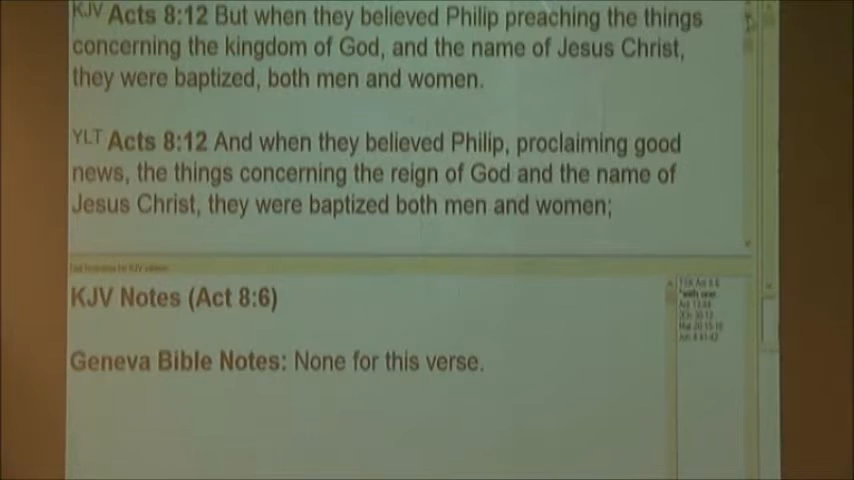 KJV Acts 8:12 But when they believed Philip preaching the things
concerning the kingdom of God, and the name of Jesus Christ,
they were baptized, both men and women.
YLT Acts 8:12 And when they believed Philip, proclaiming good
news, the things concerning the reign of God and the name of
Jesus Christ, they were baptized both men and women;
KJV Notes (Act 8:6)
Geneva Bible Notes: None for this verse.